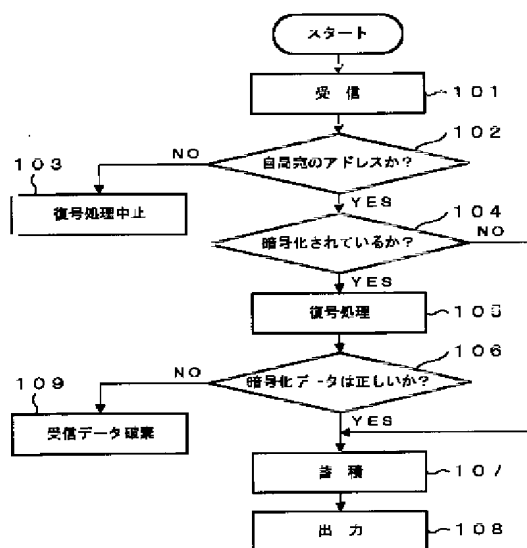 スタート
受信
101
102
103
NO
自局宛のアドレスか?
復号処理中止
YES
104
暗号化されているか?
NO
YES
復号処理
105
106
109
NO
暗号化データは正しいか?
受信データ破棄
YES
蓄積
107
出力
108